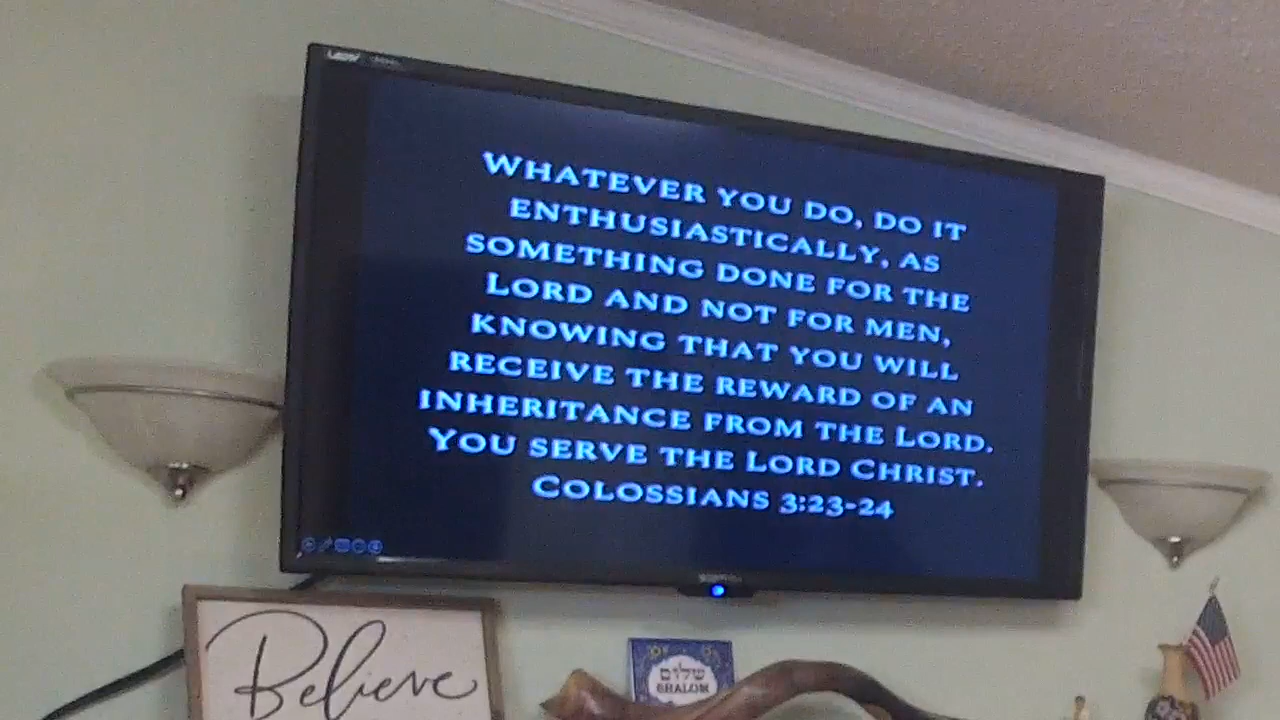 WHATEVER YOU DO, DO IT
ENTHUSIASTICALLY, AS
SOMETHING DONE FOR THE
LORD AND NOT FOR MEN,
KNOWING THAT YOU WILL
RECEIVE THE REWARD OF AN
INHERITANCE FROM THE LORD.
YOU SERVE THE LORD CHRIST.
COLOSSIANS 3:23-24
Believe
שלום
SHALOM